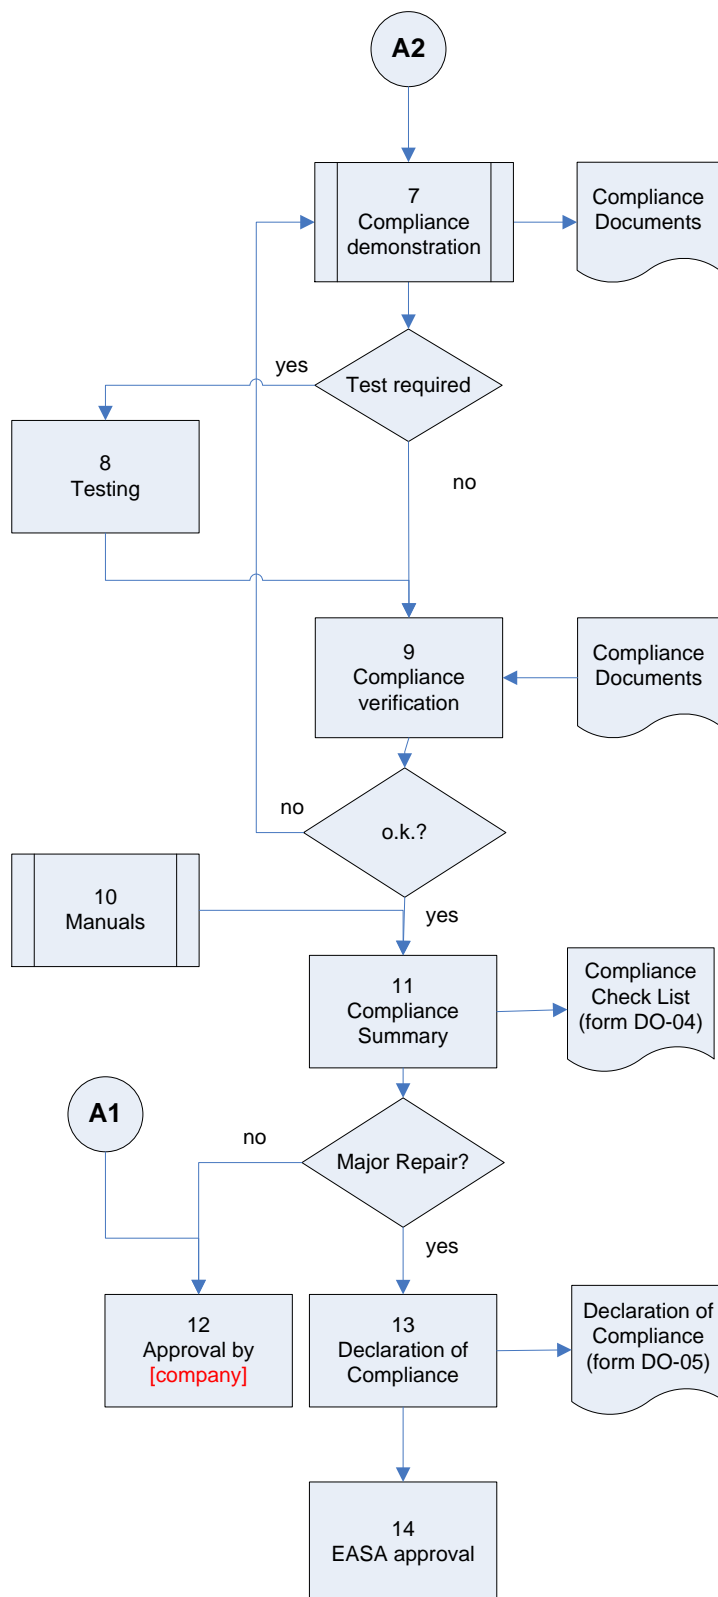 A2
7
Compliance
demonstration
Compliance
Documents
yes
Test required
8
Testing
no
9
Compliance
verification
Compliance
Documents
no
o.k.?
10
Manuals
yes
11
Compliance
Summary
Compliance
Check List
(form DO-04)
A1
no
Major Repair?
yes
12
Approval by
[company]
13
Declaration of
Compliance
Declaration of
Compliance
(form DO-05)
14
EASA approval